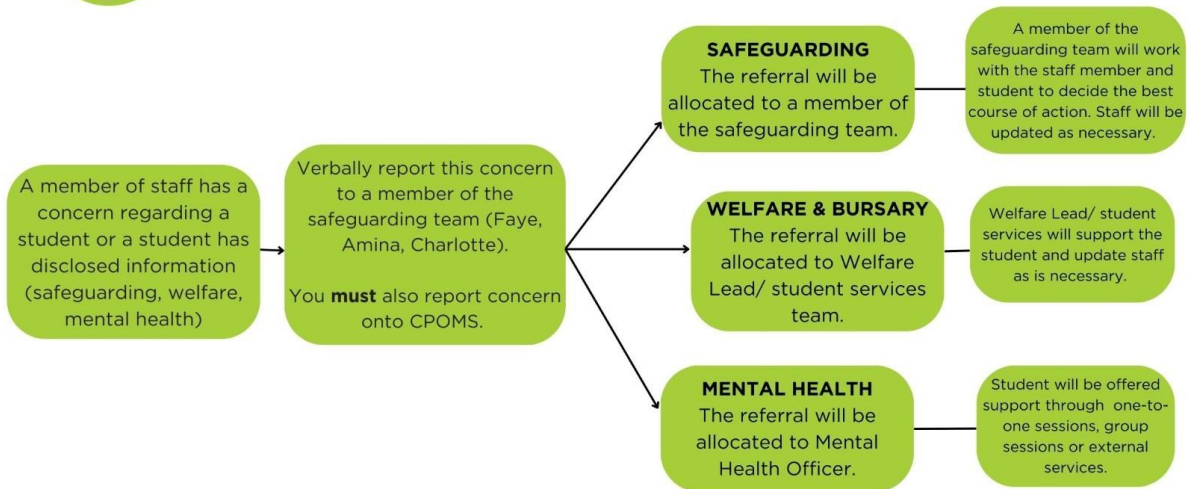 A member of staff has a
concern regarding a
student or a student has
disclosed information
(safeguarding, welfare,
mental health)
Verbally report this concern
to a member of the
safeguarding team (Faye,
Amina, Charlotte).
You must also report concern
onto CPOMS.
SAFEGUARDING
The referral will be
allocated to a member of
the safeguarding team.
A member of the
safeguarding team will work
with the staff member and
student to decide the best
course of action. Staff will be
updated as necessary.
WELFARE & BURSARY
The referral will be
allocated to Welfare
Lead/ student services
team.
Welfare Lead/ student
services will support the
student and update staff
as is necessary.
MENTAL HEALTH
The referral will be
allocated to Mental
Health Officer.
Student will be offered
support through one-to-
one sessions, group
sessions or external
services.